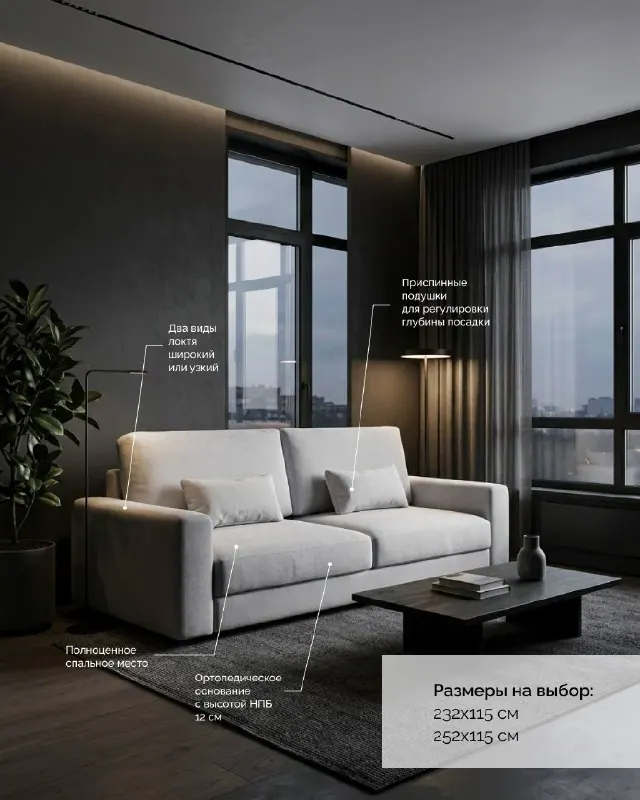 Приспинные
подушки
для регулировки
глубины посадки
Два виды
локтя
широкий
или узкий
Полноценное
спальное место
Ортопедическое
основание
с высотой НПБ
12 см
Размеры на выбор:
232x115 см
252x115 см